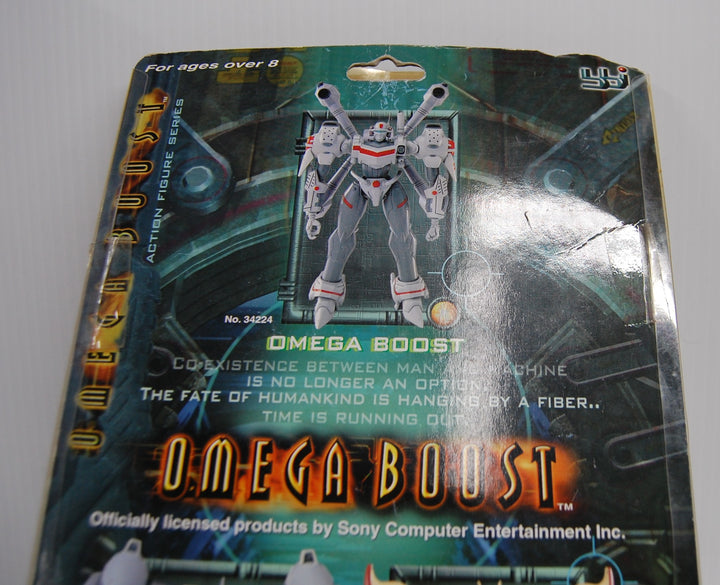 For ages over 8
OMEGA BOOST™
ACTION FIGURE SERIES
No. 34224
OMEGA BOOST
CO-EXISTENCE BETWEEN MAN AND MACHINE
IS NO LONGER AN OPTION.
THE FATE OF HUMANKIND IS HANGING BY A FIBER..
TIME IS RUNNING OUT.
OMEGA BOOST™
Officially licensed products by Sony Computer Entertainment Inc.